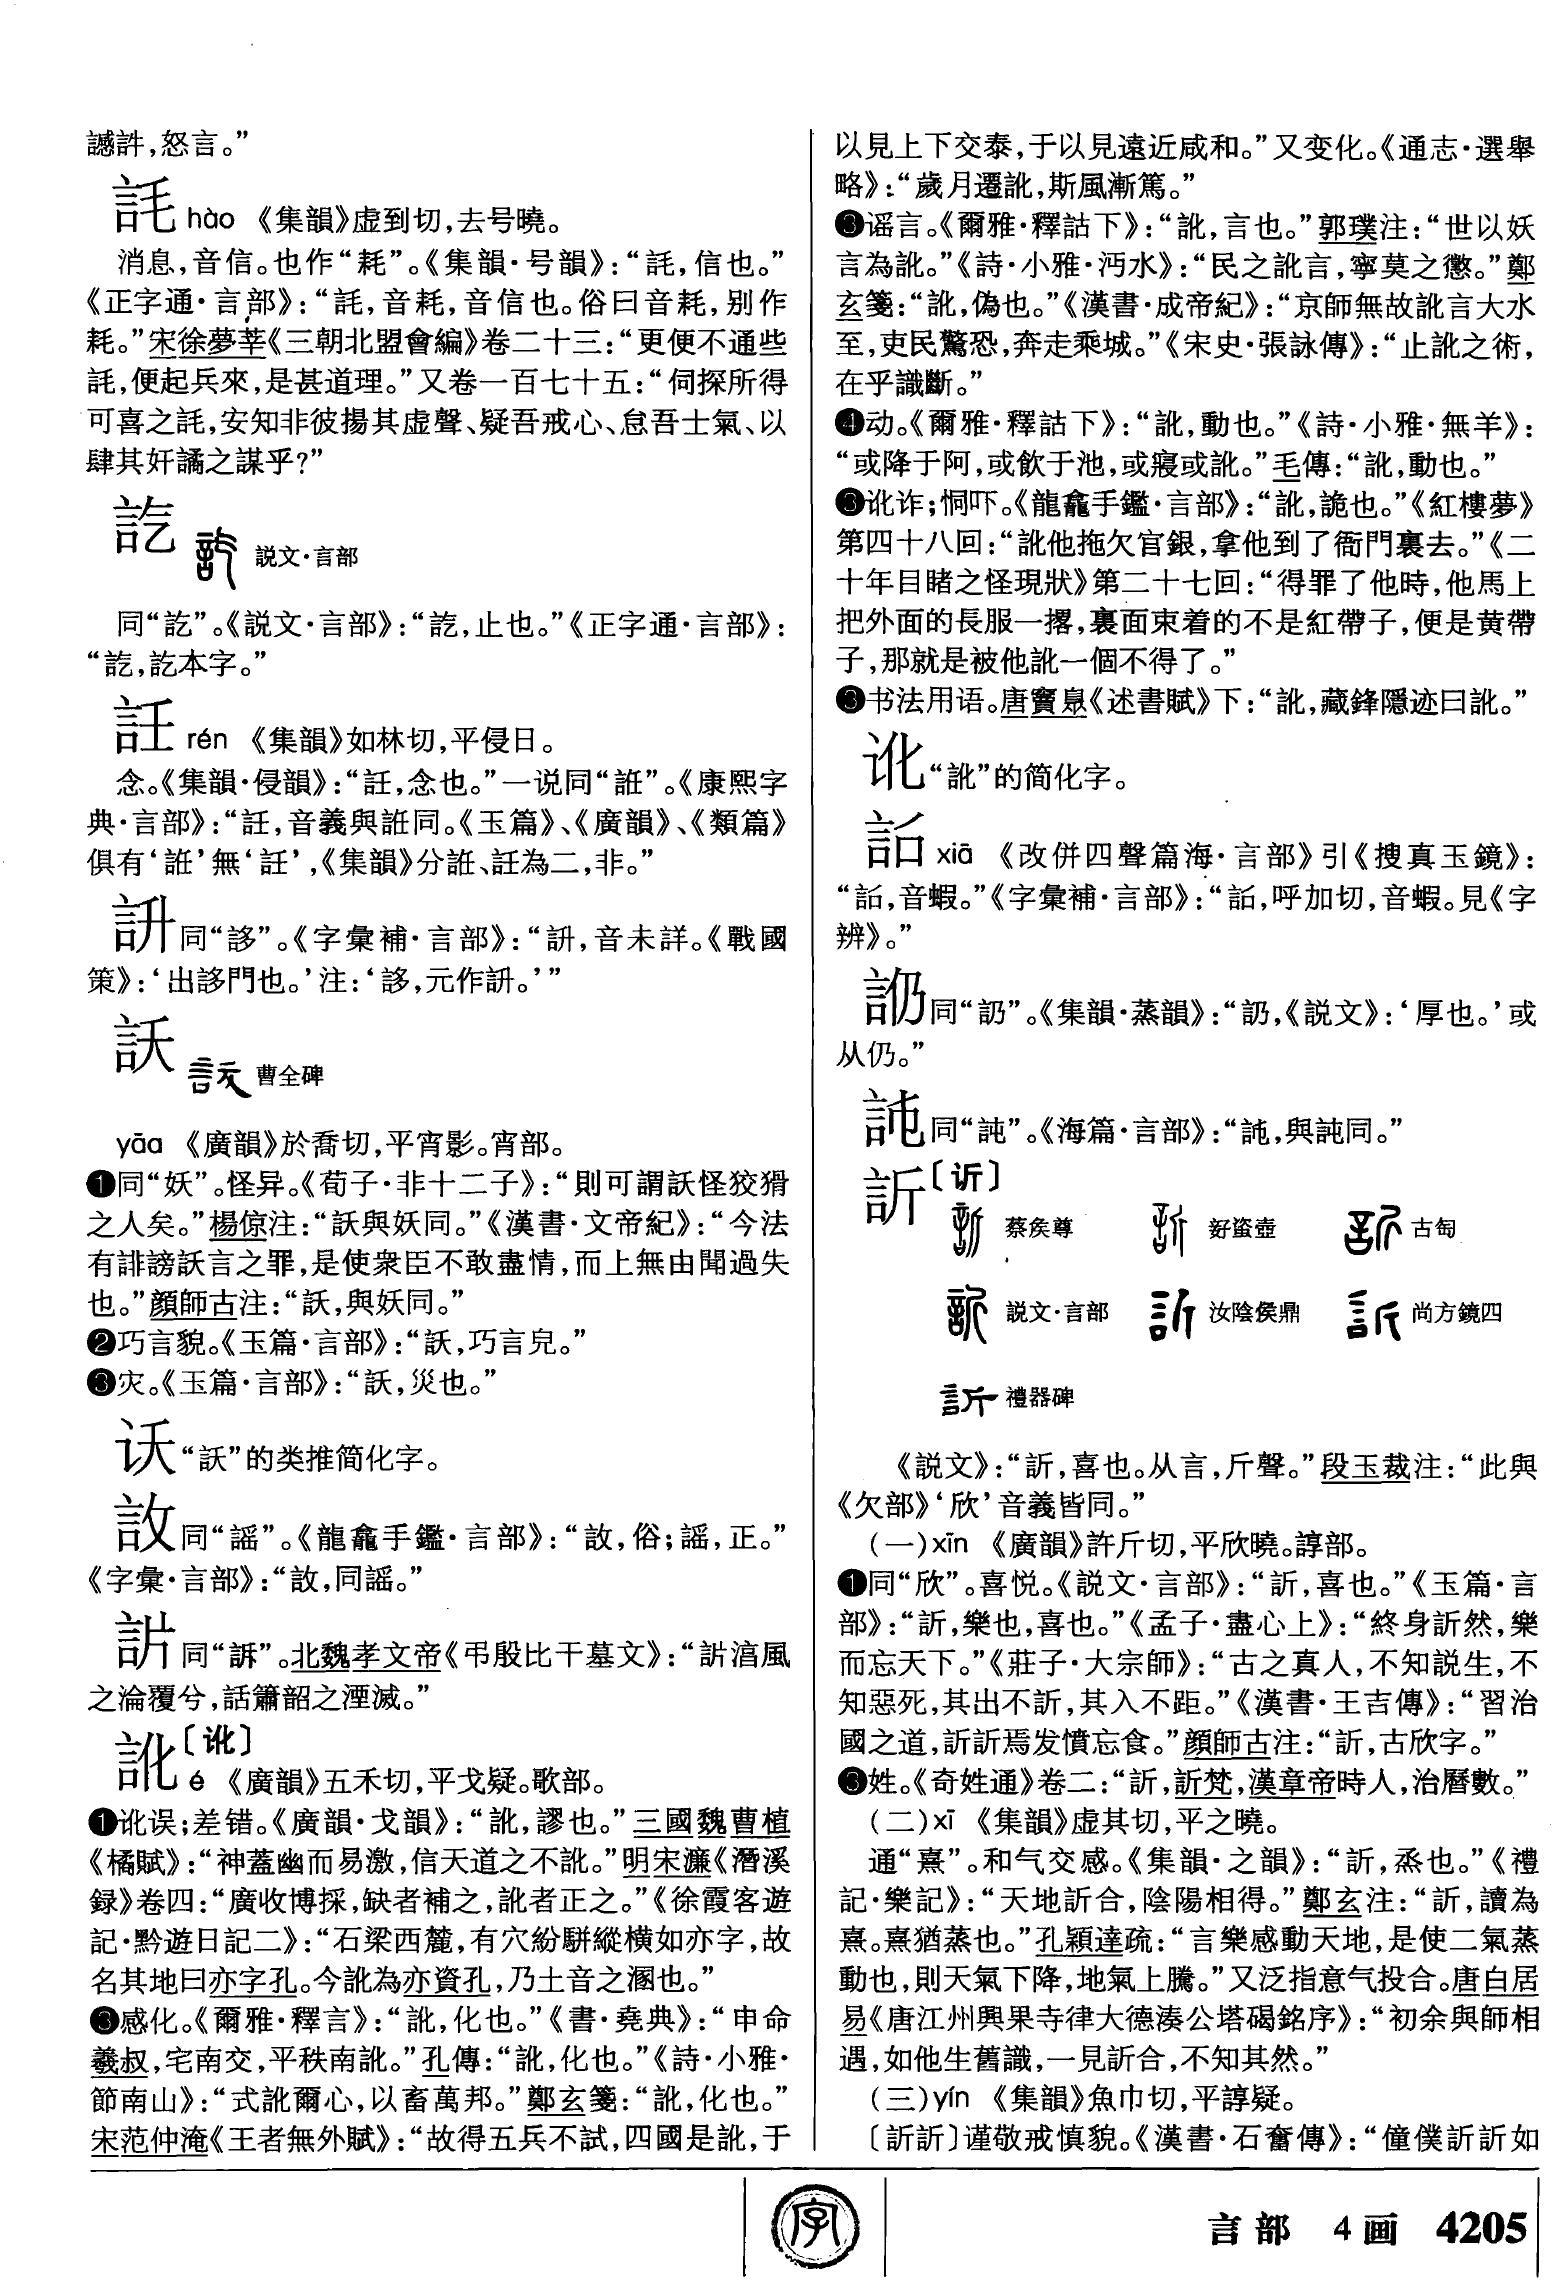 讁許，怒言。”
託 hào 《集韻》虚到切，去号曉。
消息，音信。也作“耗”。《集韻·号韻》：“託，信也。”
《正字通·言部》：“託，音耗，音信也。俗曰音耗，别作
耗。”宋徐夢莘《三朝北盟會編》卷二十三：“更便不通些
託，便起兵來，是甚道理。”又卷一百七十五：“伺探所得
可喜之託，安知非彼揚其虚聲、疑吾戒心、怠吾士氣、以
肆其奸譎之謀乎？”
説文·言部
同“訖”。《説文·言部》：“訖，止也。”《正字通·言部》：
“訖，訖本字。”
䚾 rén 《集韻》如林切，平侵日。
念。《集韻·侵韻》：“䚾，念也。”一说同“誑”。《康熙字
典·言部》：“䚾，音義與誑同。《玉篇》、《廣韻》、《類篇》
俱有‘誑’無‘䚾’，《集韻》分誑、䚾為二，非。”
訲同“誃”。《字彙補·言部》：“訲，音未詳。《戰國
策》：‘出誃門也。’注：‘誃，元作訲。’”
訞
曹全碑
yāo 《廣韻》於喬切，平宵影。宵部。
❶同“妖”。怪异。《荀子·非十二子》：“則可謂訞怪狡猾
之人矣。”楊倞注：“訞與妖同。”《漢書·文帝紀》：“今法
有誹謗訞言之罪，是使衆臣不敢盡情，而上無由聞過失
也。”顔師古注：“訞，與妖同。”
❷巧言貌。《玉篇·言部》：“訞，巧言皃。”
❸灾。《玉篇·言部》：“訞，災也。”
“訞”的类推简化字。
同“謡”。《龍龕手鑑·言部》：“䚮，俗；謡，正。”
《字彙·言部》：“䚮，同謡。”
同“訴”。北魏孝文帝《弔殷比干墓文》：“滈風
之淪覆兮，話簫韶之湮滅。”
訛〔讹〕
é 《廣韻》五禾切，平戈疑。歌部。
❶讹误；差错。《廣韻·戈韻》：“訛，謬也。”三國魏曹植
《橘賦》：“神蓋幽而易激，信天道之不訛。”明宋濂《潛溪
録》卷四：“廣收博採，缺者補之，訛者正之。”《徐霞客遊
記·黔遊日記二》：“石梁西麓，有穴紛駢縱横如亦字，故
名其地曰亦字孔。今訛為亦資孔，乃土音之溷也。”
❸感化。《爾雅·釋言》：“訛，化也。”《書·堯典》：“申命
羲叔，宅南交，平秩南訛。”孔傳：“訛，化也。”《詩·小雅·
節南山》：“式訛爾心，以畜萬邦。”鄭玄箋：“訛，化也。”
宋范仲淹《王者無外賦》：“故得五兵不試，四國是訛，于
以見上下交泰，于以見遠近咸和。”又变化。《通志·選舉
略》：“歲月遷訛，斯風漸篤。”
❸谣言。《爾雅·釋詁下》：“訛，言也。”郭璞注：“世以妖
言為訛。”《詩·小雅·沔水》：“民之訛言，寧莫之懲。”鄭
玄箋：“訛，偽也。”《漢書·成帝紀》：“京師無故訛言大水
至，吏民驚恐，奔走乘城。”《宋史·張詠傳》：“止訛之術，
在乎識斷。”
❹动。《爾雅·釋詁下》：“訛，動也。”《詩·小雅·無羊》：
“或降于阿，或飲于池，或寢或訛。”毛傳：“訛，動也。”
❸讹诈；恫吓。《龍龕手鑑·言部》：“訛，詭也。”《紅樓夢》
第四十八回：“訛他拖欠官銀，拿他到了衙門裏去。”《二
十年目睹之怪現狀》第二十七回：“得罪了他時，他馬上
把外面的長服一撂，裏面束着的不是紅帶子，便是黄帶
子，那就是被他訛一個不得了。”
❸书法用语。唐竇臮《述書賦》下：“訛，藏鋒隱迹曰訛。”
讹“訛”的简化字。
xiā 《改併四聲篇海·言部》引《搜真玉鏡》：
“，音蝦。”《字彙補·言部》：“，呼加切，音蝦。見《字
辨》。”
同“訒”。《集韻·蒸韻》：“訒，《説文》：‘厚也。’或
从仍。”
同“訰”。《海篇·言部》：“，與訰同。”
訢〔䜣〕
蔡矦尊 𡚱蚉壺 古匋
説文·言部 汝陰侯鼎 尚方鏡四
禮器碑
《説文》：“訢，喜也。从言，斤聲。”段玉裁注：“此與
《欠部》‘欣’音義皆同。”
（一）xīn 《廣韻》許斤切，平欣曉。諄部。
❶同“欣”。喜悦。《説文·言部》：“訢，喜也。”《玉篇·言
部》：“訢，樂也，喜也。”《孟子·盡心上》：“終身訢然，樂
而忘天下。”《莊子·大宗師》：“古之真人，不知説生，不
知惡死，其出不訢，其入不距。”《漢書·王吉傳》：“習治
國之道，訢訢焉发憤忘食。”顔師古注：“訢，古欣字。”
❸姓。《奇姓通》卷二：“訢，訢梵，漢章帝時人，治曆數。”
（二）xī 《集韻》虚其切，平之曉。
通“熹”。和气交感。《集韻·之韻》：“訢，烝也。”《禮
記·樂記》：“天地訢合，陰陽相得。”鄭玄注：“訢，讀為
熹。熹猶蒸也。”孔穎達疏：“言樂感動天地，是使二氣蒸
動也，則天氣下降，地氣上騰。”又泛指意气投合。唐白居
易《唐江州興果寺律大德湊公塔碣銘序》：“初余與師相
遇，如他生舊識，一見訢合，不知其然。”
（三）yín 《集韻》魚巾切，平諄疑。
〔訢訢〕谨敬戒慎貌。《漢書·石奮傳》：“僮僕訢訢如
字
言部 4画 4205